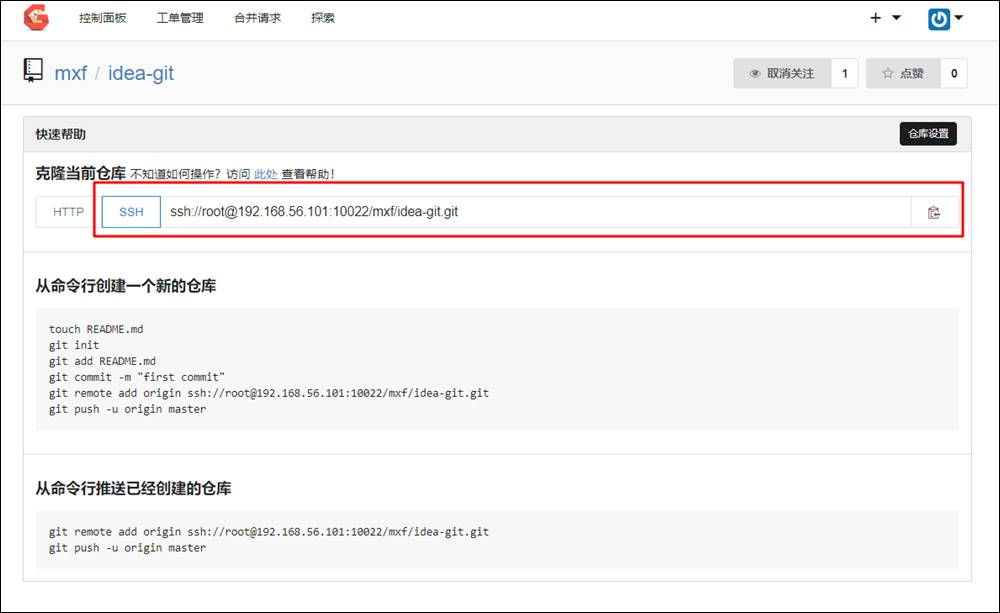 控制面板 工单管理 合并请求 探索
mxf / idea-git
取消关注 1 点赞 0
快速帮助 仓库设置
克隆当前仓库 不知道如何操作？访问 此处 查看帮助！
HTTP SSH ssh://root@192.168.56.101:10022/mxf/idea-git.git
从命令行创建一个新的仓库
touch README.md
git init
git add README.md
git commit -m "first commit"
git remote add origin ssh://root@192.168.56.101:10022/mxf/idea-git.git
git push -u origin master
从命令行推送已经创建的仓库
git remote add origin ssh://root@192.168.56.101:10022/mxf/idea-git.git
git push -u origin master